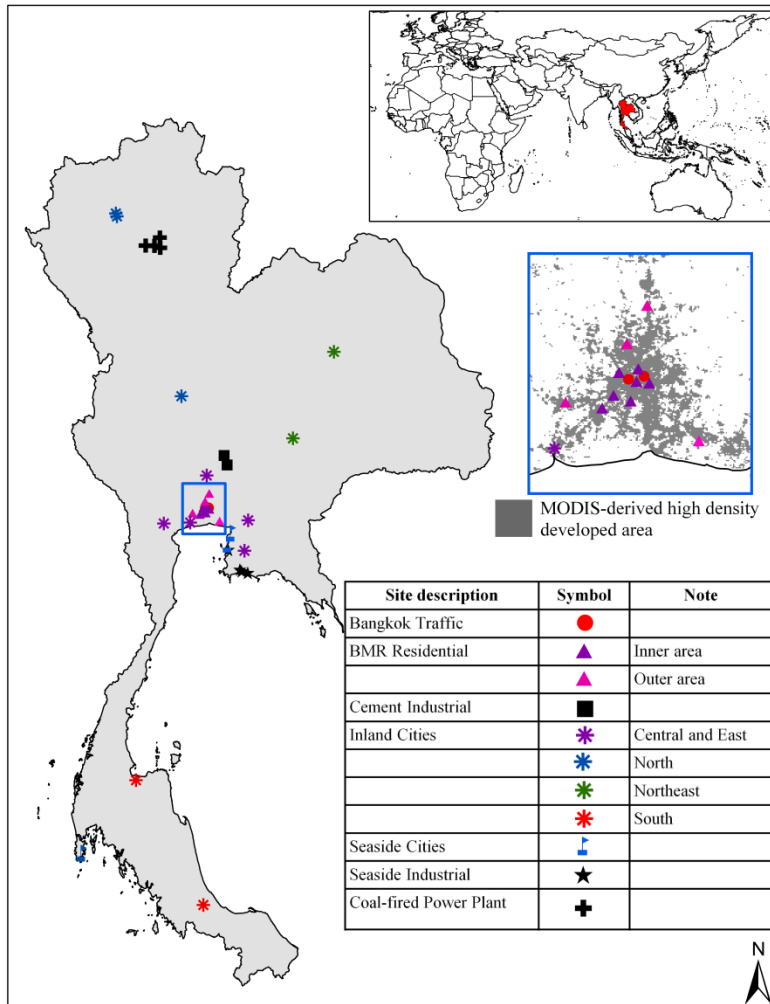 MODIS-derived high density
developed area
Site description Symbol Note
Bangkok Traffic
BMR Residential Inner area
Outer area
Cement Industrial
Inland Cities Central and East
North
Northeast
South
Seaside Cities
Seaside Industrial
Coal-fired Power Plant
N